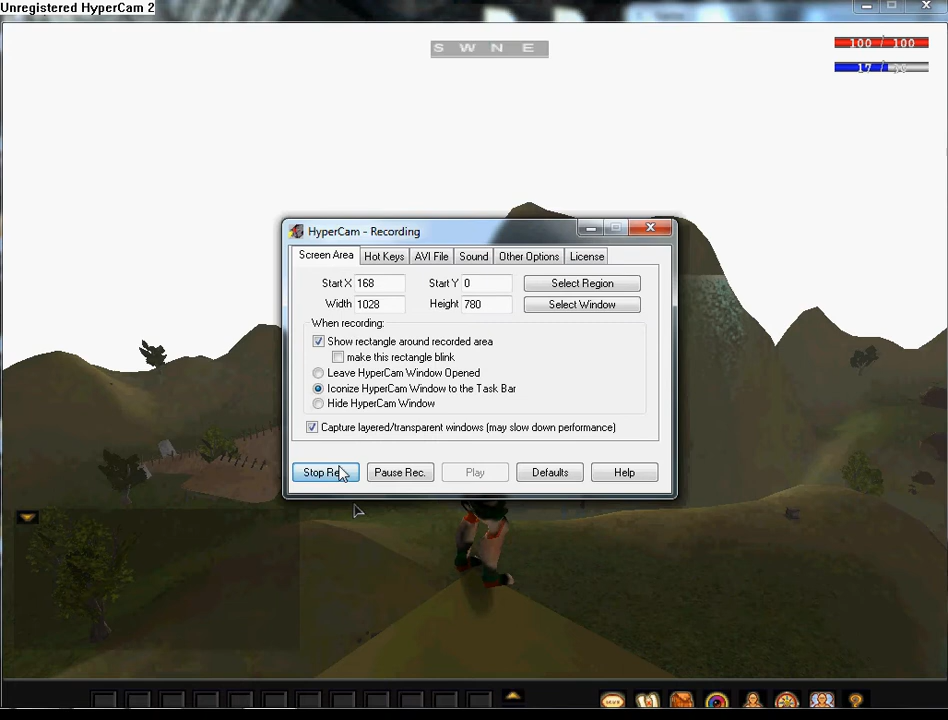 Unregistered HyperCam 2
S W N E
100 / 100
17 /
HyperCam - Recording
Screen Area Hot Keys AVI File Sound Other Options License
Start X 168 Start Y 0 Select Region
Width 1028 Height 780 Select Window
When recording:
Show rectangle around recorded area
make this rectangle blink
Leave HyperCam Window Opened
Iconize HyperCam Window to the Task Bar
Hide HyperCam Window
Capture layered/transparent windows (may slow down performance)
Stop Pause Rec. Play Defaults Help
?